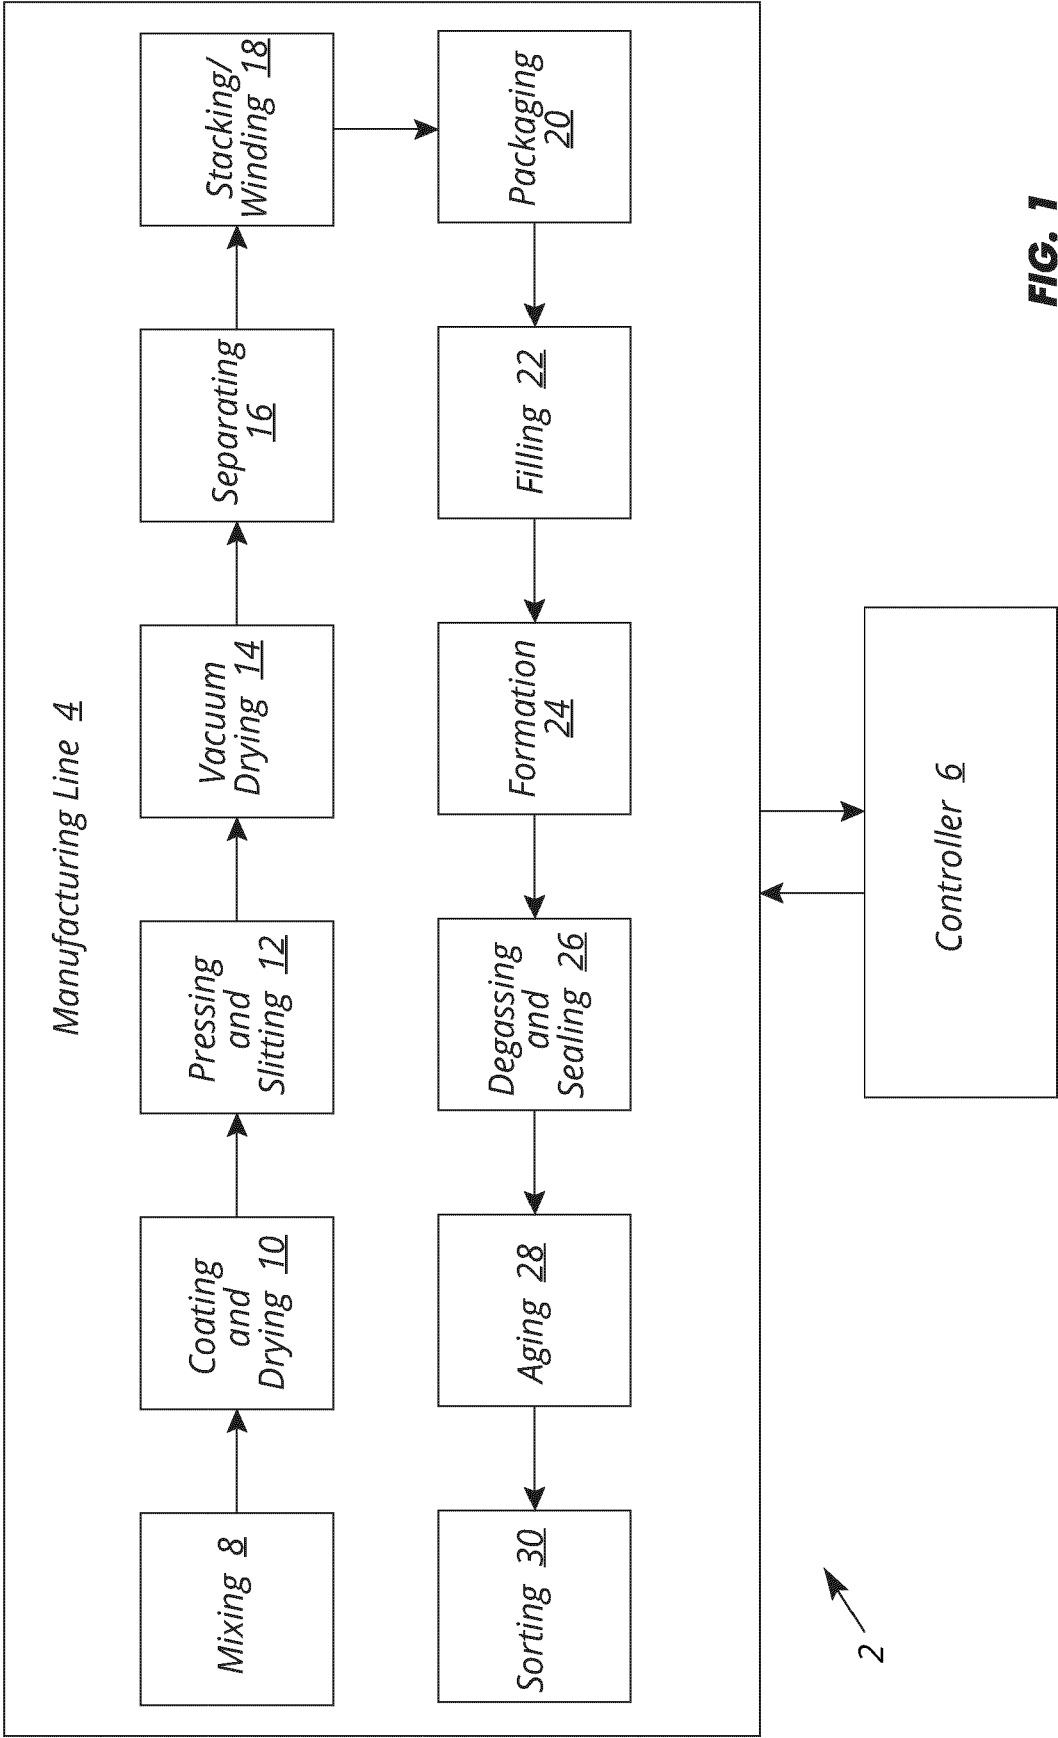 Manufacturing Line 4
Mixing 8
Coating
and
Drying 10
Pressing
and
Slitting 12
Vacuum
Drying 14
Separating
16
Stacking/
Winding 18
Sorting 30
Aging 28
Degassing
and
Sealing 26
Formation
24
Filling 22
Packaging
20
Controller 6
2
FIG. 1